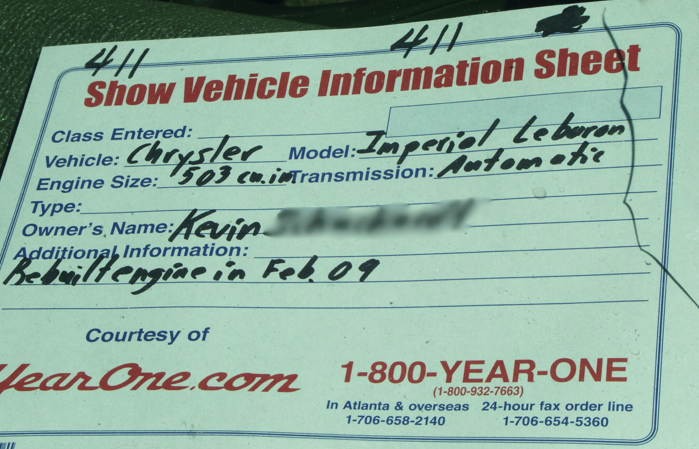 411 411
Show Vehicle Information Sheet
Class Entered:
Vehicle: Chrysler Model: Imperial Lebaron
Engine Size: 503 cu.in Transmission: Automatic
Type:
Owner's Name: Kevin
Additional Information:
Rebuilt engine in Feb. 09
Courtesy of
YearOne.com 1-800-YEAR-ONE
(1-800-932-7663)
In Atlanta & overseas 24-hour fax order line
1-706-658-2140 1-706-654-5360